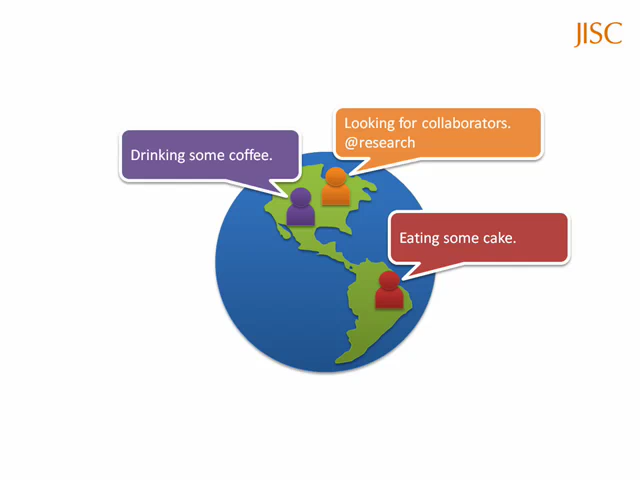 JISC
Looking for collaborators.
@research
Drinking some coffee.
Eating some cake.